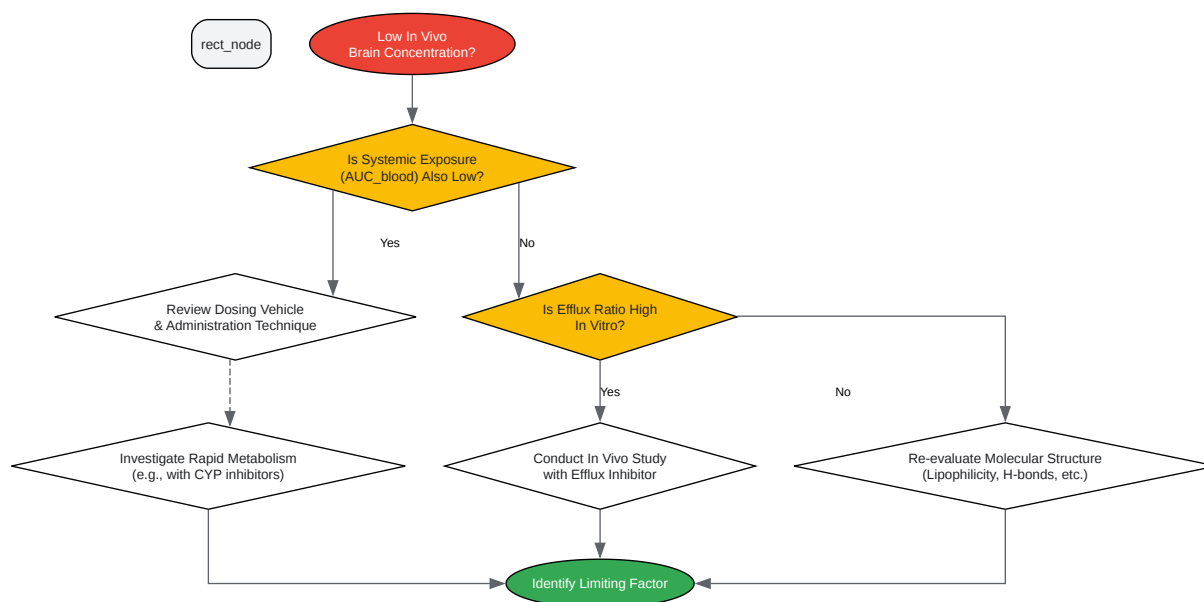 rect_node
Low In Vivo
Brain Concentration?
Is Systemic Exposure
(AUC_blood) Also Low?
Yes
No
Review Dosing Vehicle
& Administration Technique
Is Efflux Ratio High
In Vitro?
Yes
No
Investigate Rapid Metabolism
(e.g., with CYP inhibitors)
Conduct In Vivo Study
with Efflux Inhibitor
Re-evaluate Molecular Structure
(Lipophilicity, H-bonds, etc.)
Identify Limiting Factor